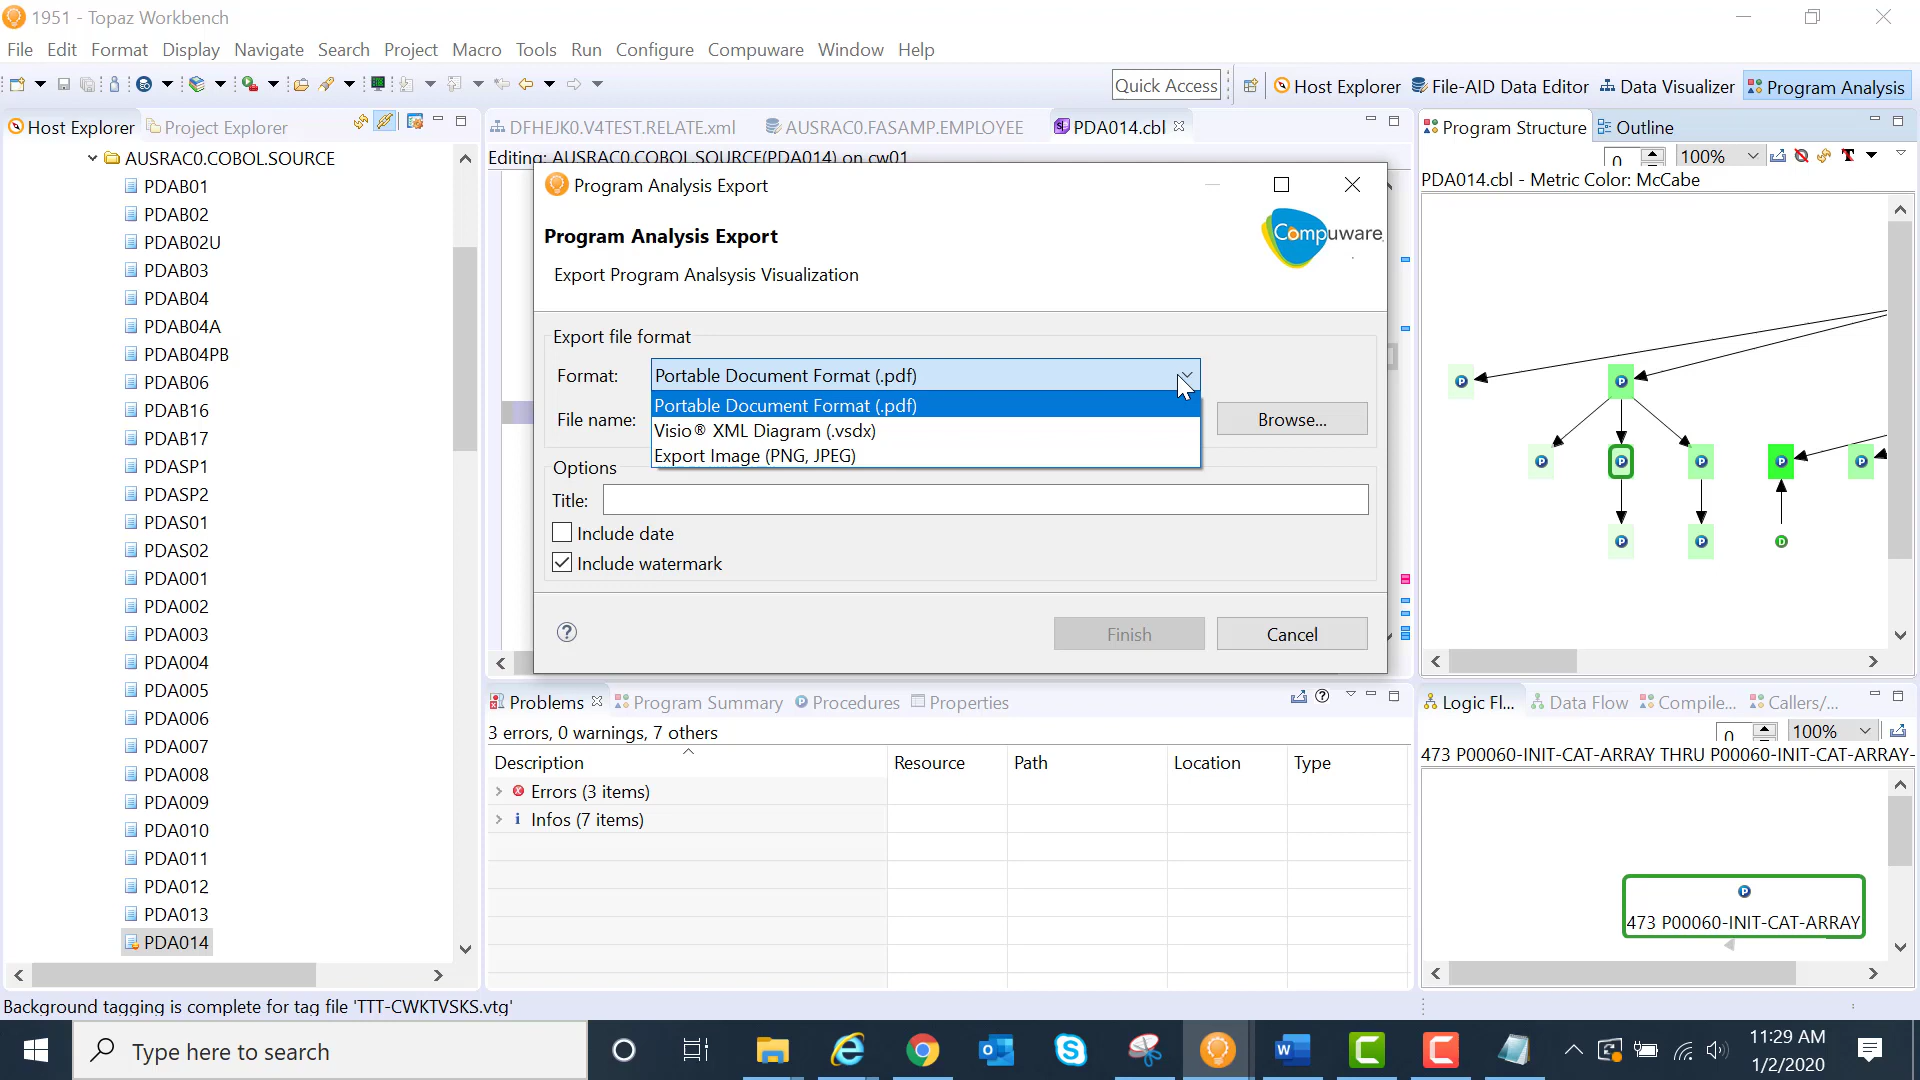 1951 - Topaz Workbench
File Edit Format Display Navigate Search Project Macro Tools Run Configure Compuware Window Help
Quick Access Host Explorer File-AID Data Editor Data Visualizer Program Analysis
Host Explorer Project Explorer
AUSRAC0.COBOL.SOURCE
PDAB01
PDAB02
PDAB02U
PDAB03
PDAB04
PDAB04A
PDAB04PB
PDAB06
PDAB16
PDAB17
PDASP1
PDASP2
PDAS01
PDAS02
PDA001
PDA002
PDA003
PDA004
PDA005
PDA006
PDA007
PDA008
PDA009
PDA010
PDA011
PDA012
PDA013
PDA014
DFHEJK0.V4TEST.RELATE.xml AUSRAC0.FASAMP.EMPLOYEE PDA014.cbl
Editing: AUSRAC0.COBOL.SOURCE(PDA014) on cw01
Program Analysis Export
Program Analysis Export
Compuware
Export Program Analsysis Visualization
Export file format
Format: Portable Document Format (.pdf)
Portable Document Format (.pdf)
File name: Browse...
Visio® XML Diagram (.vsdx)
Export Image (PNG, JPEG)
Options
Title:
Include date
Include watermark
Finish Cancel
Program Structure Outline
0 100%
PDA014.cbl - Metric Color: McCabe
P P
P P P P P
P P D
Problems Program Summary Procedures Properties
3 errors, 0 warnings, 7 others
Description Resource Path Location Type
Errors (3 items)
Infos (7 items)
Logic Fl... Data Flow Compile... Callers/...
0 100%
473 P00060-INIT-CAT-ARRAY THRU P00060-INIT-CAT-ARRAY-
P
473 P00060-INIT-CAT-ARRAY
Background tagging is complete for tag file 'TTT-CWKTVSKS.vtg'
Type here to search
11:29 AM
1/2/2020